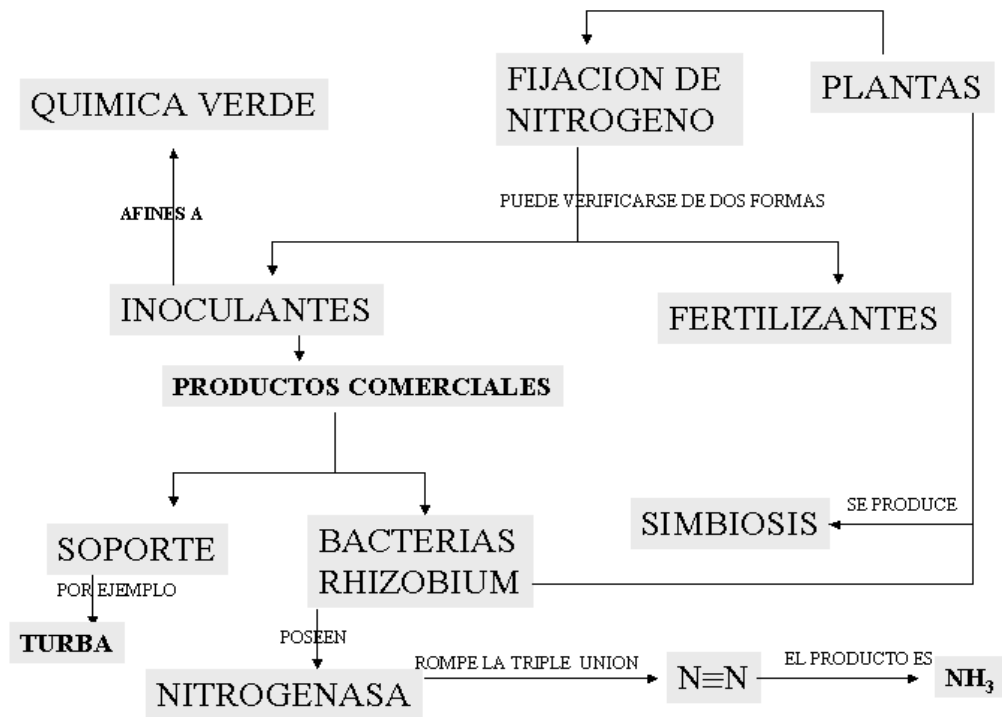 FIJACION DE
NITROGENO
PLANTAS
QUIMICA VERDE
PUEDE VERIFICARSE DE DOS FORMAS
AFINES A
INOCULANTES
FERTILIZANTES
PRODUCTOS COMERCIALES
SE PRODUCE
SIMBIOSIS
SOPORTE
BACTERIAS
RHIZOBIUM
POR EJEMPLO
TURBA
POSEEN
NITROGENASA
ROMPE LA TRIPLE UNION
N≡N
EL PRODUCTO ES
NH₃